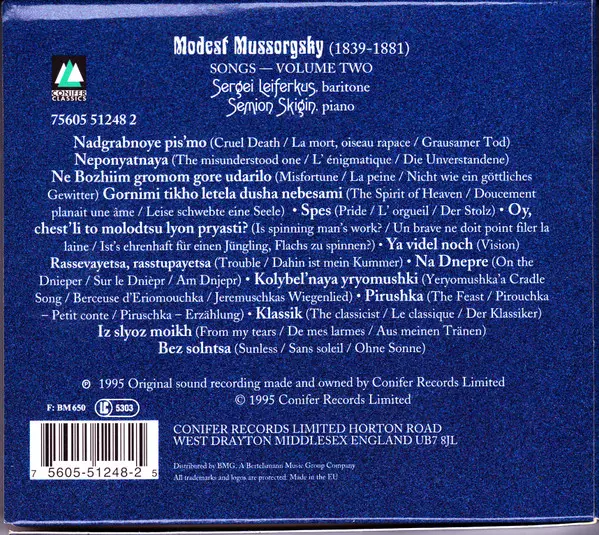 Modest Mussorgsky (1839-1881)
SONGS — VOLUME TWO
Sergei Leiferkus, baritone
Semion Skigin, piano
CONIFER
CLASSICS
75605 51248 2
Nadgrabnoye pis'mo (Cruel Death / La mort, oiseau rapace / Grausamer Tod)
Neponyatnaya (The misunderstood one / L' énigmatique / Die Unverstandene)
Ne Bozhiim gromom gore udarilo (Misfortune / La peine / Nicht wie ein göttliches
Gewitter) Gornimi tikho letela dusha nebesami (The Spirit of Heaven / Doucement
planait une âme / Leise schwebte eine Seele) • Spes (Pride / L' orgueil / Der Stolz) • Oy,
chest'li to molodtsu lyon pryasti? (Is spinning man's work? / Un brave ne doit point filer la
laine / Ist's ehrenhaft für einen Jüngling, Flachs zu spinnen?) • Ya videl noch (Vision)
Rassevayetsa, rasstupayetsa (Trouble / Dahin ist mein Kummer) • Na Dnepre (On the
Dnieper / Sur le Dnièpr / Am Dnjepr) • Kolybel'naya yryomushki (Yeryomushka'a Cradle
Song / Berceuse d'Eriomouchka / Jeremuschkas Wiegenlied) • Pirushka (The Feast / Pirouchka
– Petit conte / Piruschka – Erzählung) • Klassik (The classicist / Le classique / Der Klassiker)
Iz slyoz moikh (From my tears / De mes larmes / Aus meinen Tränen)
Bez solntsa (Sunless / Sans soleil / Ohne Sonne)
℗ 1995 Original sound recording made and owned by Conifer Records Limited
© 1995 Conifer Records Limited
F: BM 650 LC 5303
CONIFER RECORDS LIMITED HORTON ROAD
WEST DRAYTON MIDDLESEX ENGLAND UB7 8JL
Distributed by BMG. A Bertelsmann Music Group Company
All trademarks and logos are protected. Made in the EU
7 5605-51248-2 5